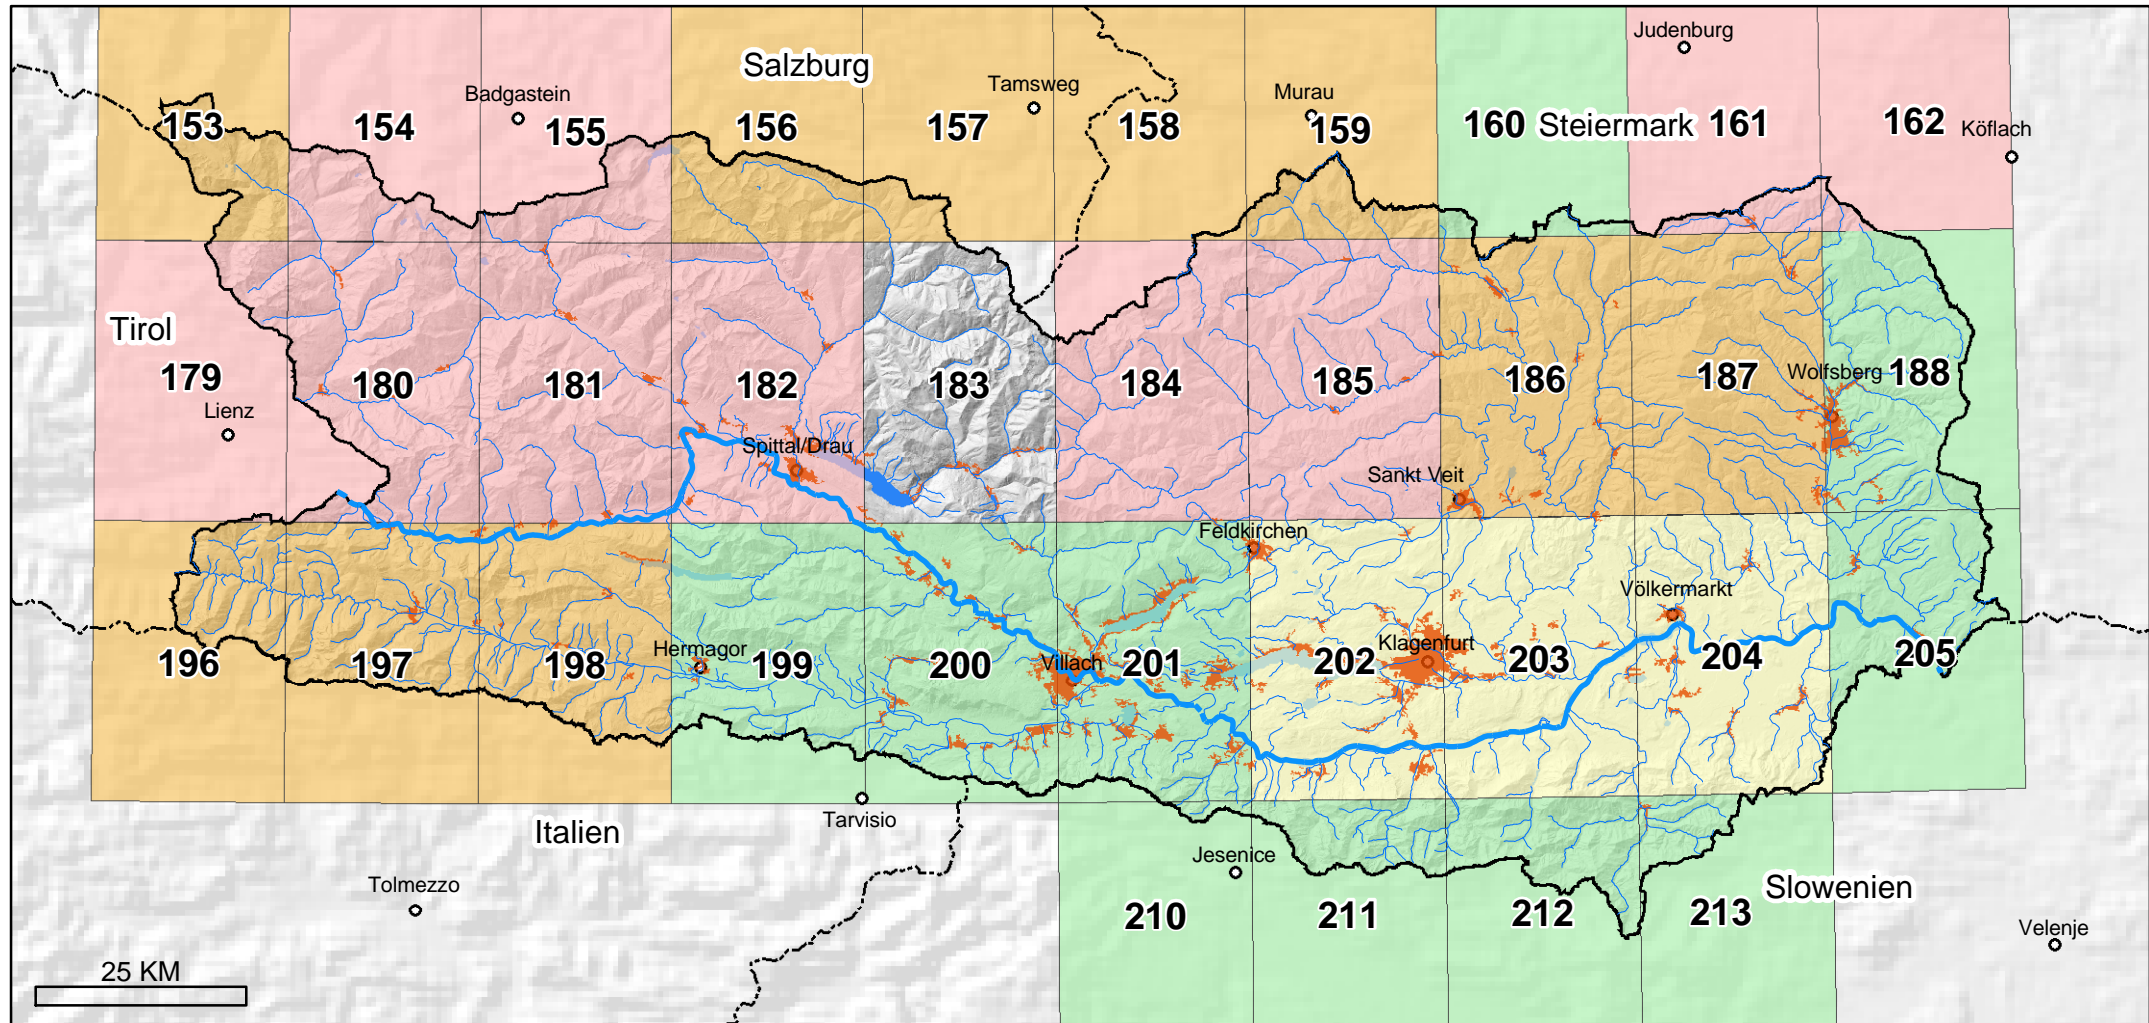 Judenburg
Salzburg
Badgastein
Tamsweg
Murau
153
154
155
156
157
158
159
160
Steiermark
161
162
Köflach
Tirol
179
Lienz
180
181
182
183
184
185
186
187
Wolfsberg
188
Spittal/Drau
Sankt Veit
Feldkirchen
Völkermarkt
196
197
198
Hermagor
199
200
Villach
201
202
Klagenfurt
203
204
205
Italien
Tarvisio
Jesenice
Tolmezzo
210
211
212
213
Slowenien
Velenje
25 KM